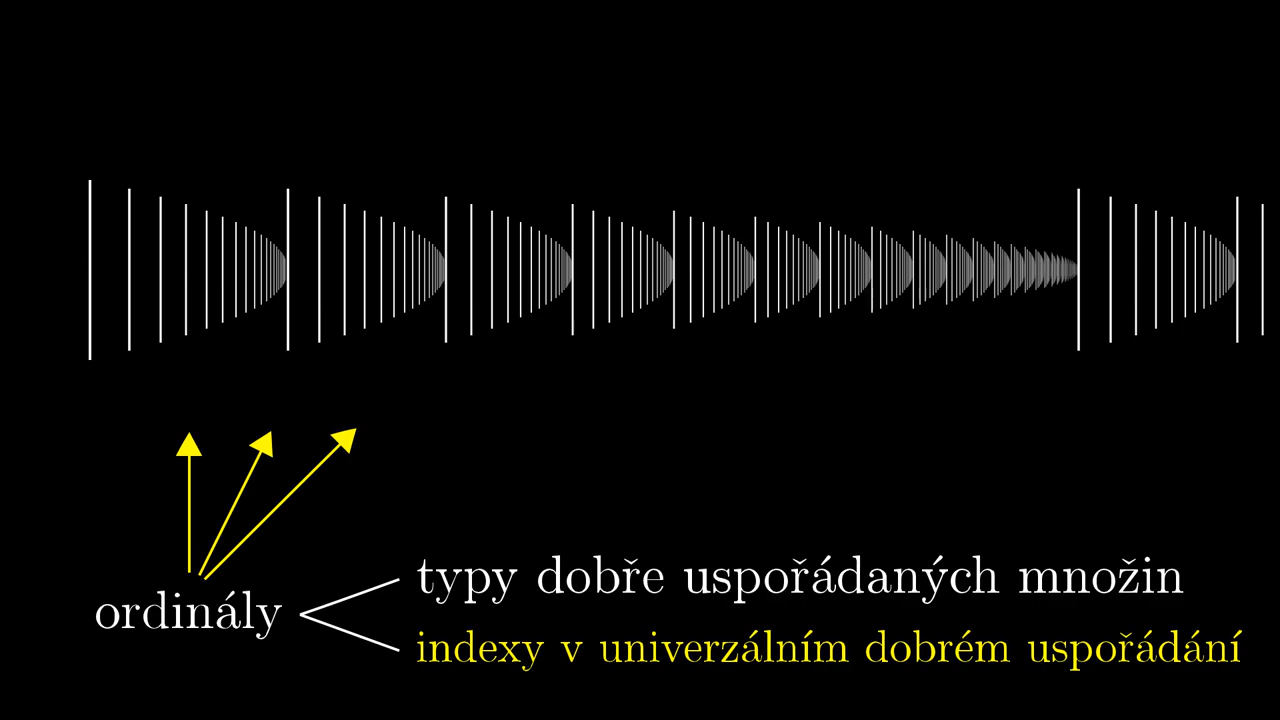 typy dobře uspořádaných množin
ordinály
indexy v univerzálním dobrém uspořádání